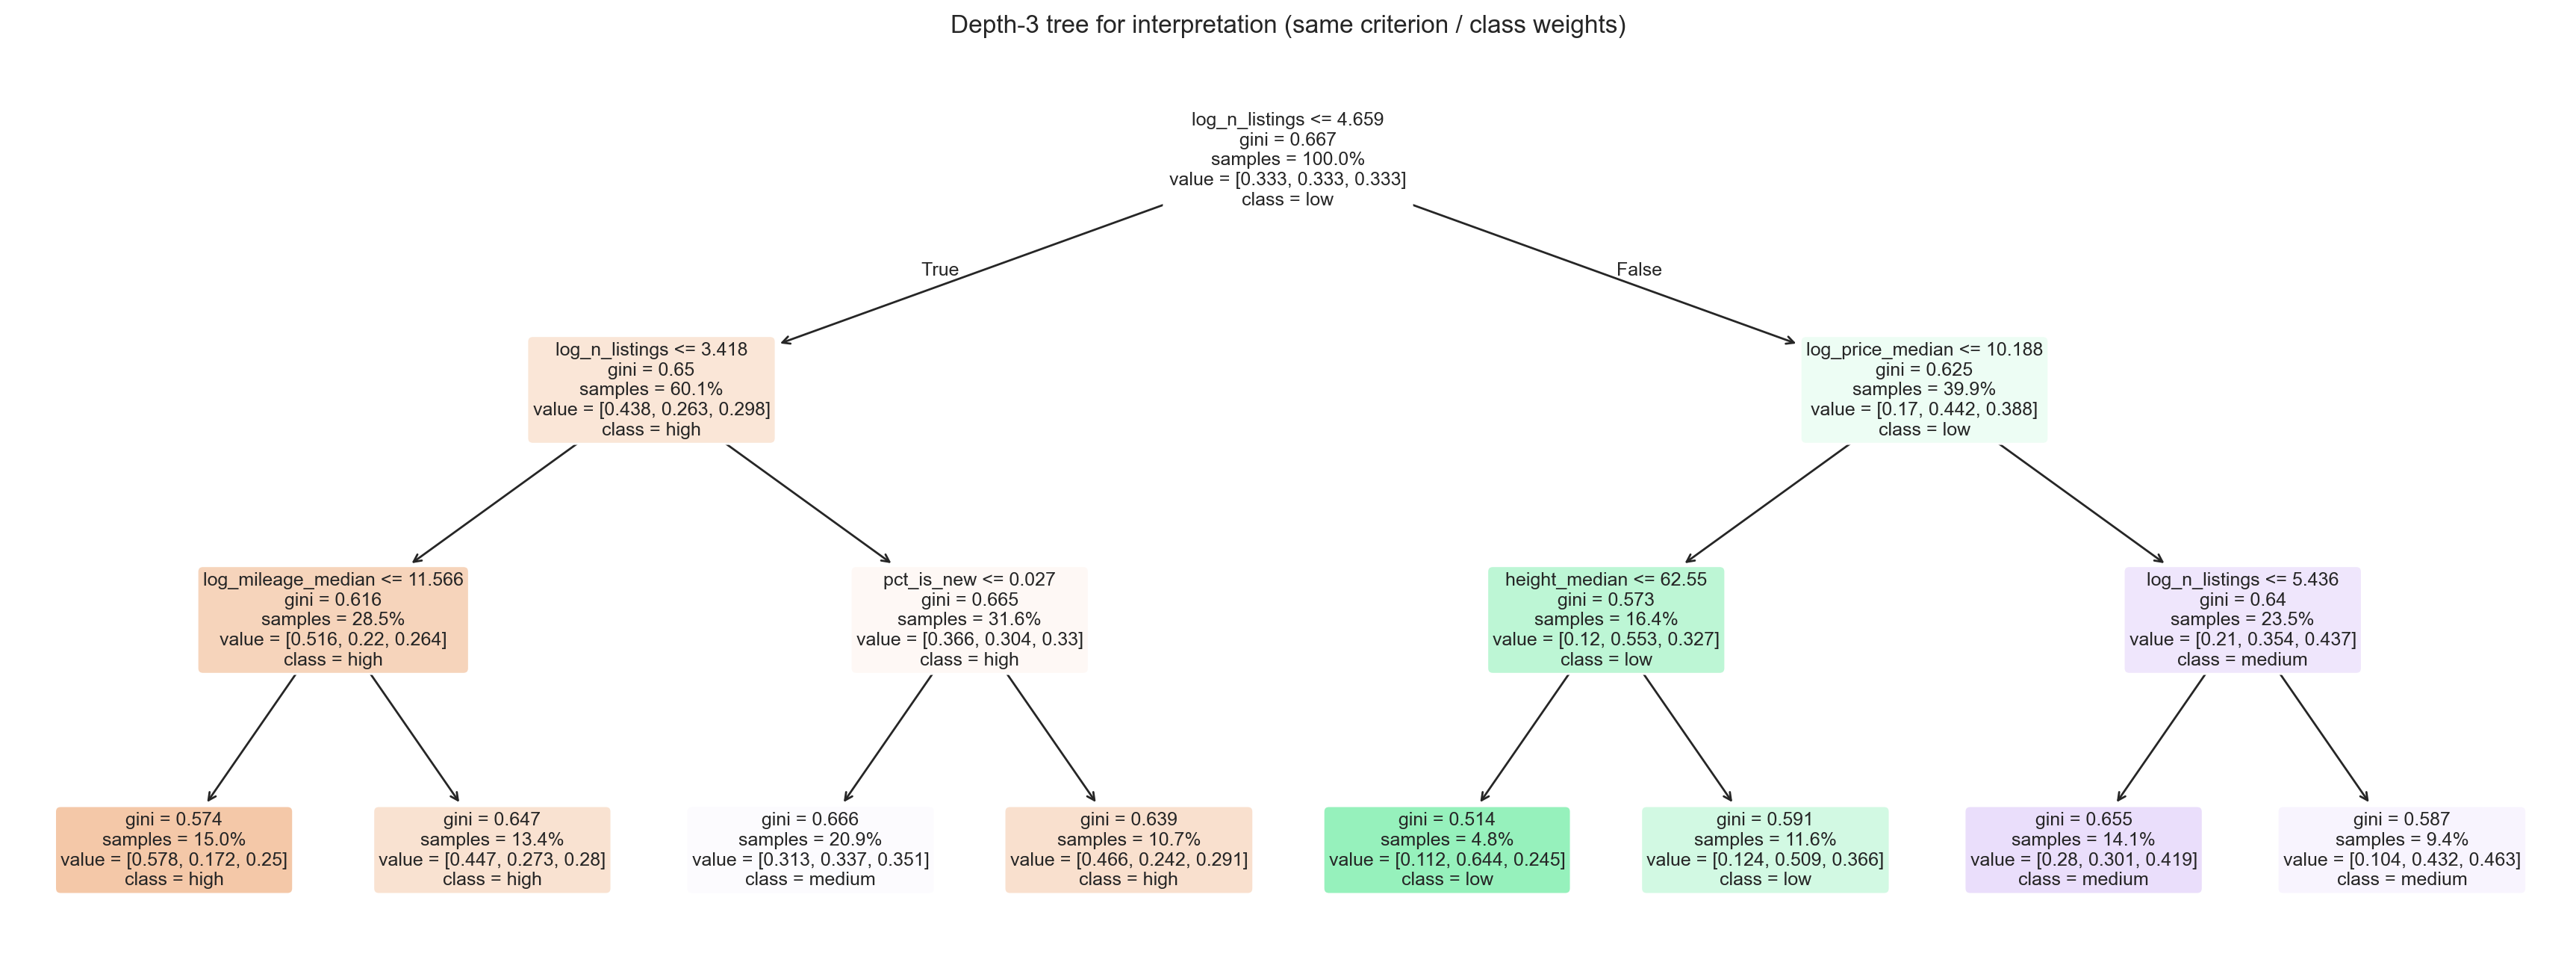 Depth-3 tree for interpretation (same criterion / class weights)
log_n_listings <= 4.659
gini = 0.667
samples = 100.0%
value = [0.333, 0.333, 0.333]
class = low
True
False
log_n_listings <= 3.418
gini = 0.65
samples = 60.1%
value = [0.438, 0.263, 0.298]
class = high
log_price_median <= 10.188
gini = 0.625
samples = 39.9%
value = [0.17, 0.442, 0.388]
class = low
log_mileage_median <= 11.566
gini = 0.616
samples = 28.5%
value = [0.516, 0.22, 0.264]
class = high
pct_is_new <= 0.027
gini = 0.665
samples = 31.6%
value = [0.366, 0.304, 0.33]
class = high
height_median <= 62.55
gini = 0.573
samples = 16.4%
value = [0.12, 0.553, 0.327]
class = low
log_n_listings <= 5.436
gini = 0.64
samples = 23.5%
value = [0.21, 0.354, 0.437]
class = medium
gini = 0.574
samples = 15.0%
value = [0.578, 0.172, 0.25]
class = high
gini = 0.647
samples = 13.4%
value = [0.447, 0.273, 0.28]
class = high
gini = 0.666
samples = 20.9%
value = [0.313, 0.337, 0.351]
class = medium
gini = 0.639
samples = 10.7%
value = [0.466, 0.242, 0.291]
class = high
gini = 0.514
samples = 4.8%
value = [0.112, 0.644, 0.245]
class = low
gini = 0.591
samples = 11.6%
value = [0.124, 0.509, 0.366]
class = low
gini = 0.655
samples = 14.1%
value = [0.28, 0.301, 0.419]
class = medium
gini = 0.587
samples = 9.4%
value = [0.104, 0.432, 0.463]
class = medium